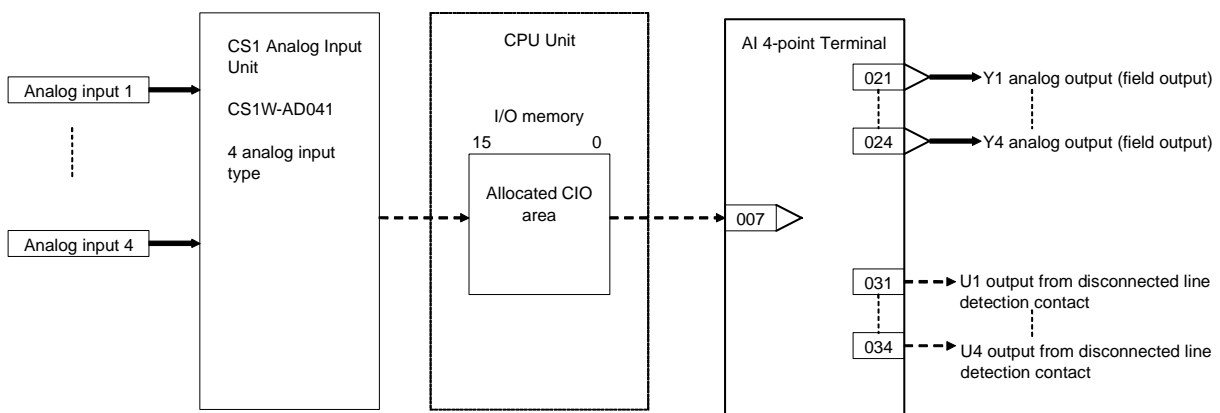 CS1 Analog Input
Unit
CS1W-AD041
4 analog input
type
Analog input 1
Analog input 4
CPU Unit
I/O memory
15 0
Allocated CIO
area
AI 4-point Terminal
007
021
024
031
034
Y1 analog output (field output)
Y4 analog output (field output)
U1 output from disconnected line
detection contact
U4 output from disconnected line
detection contact